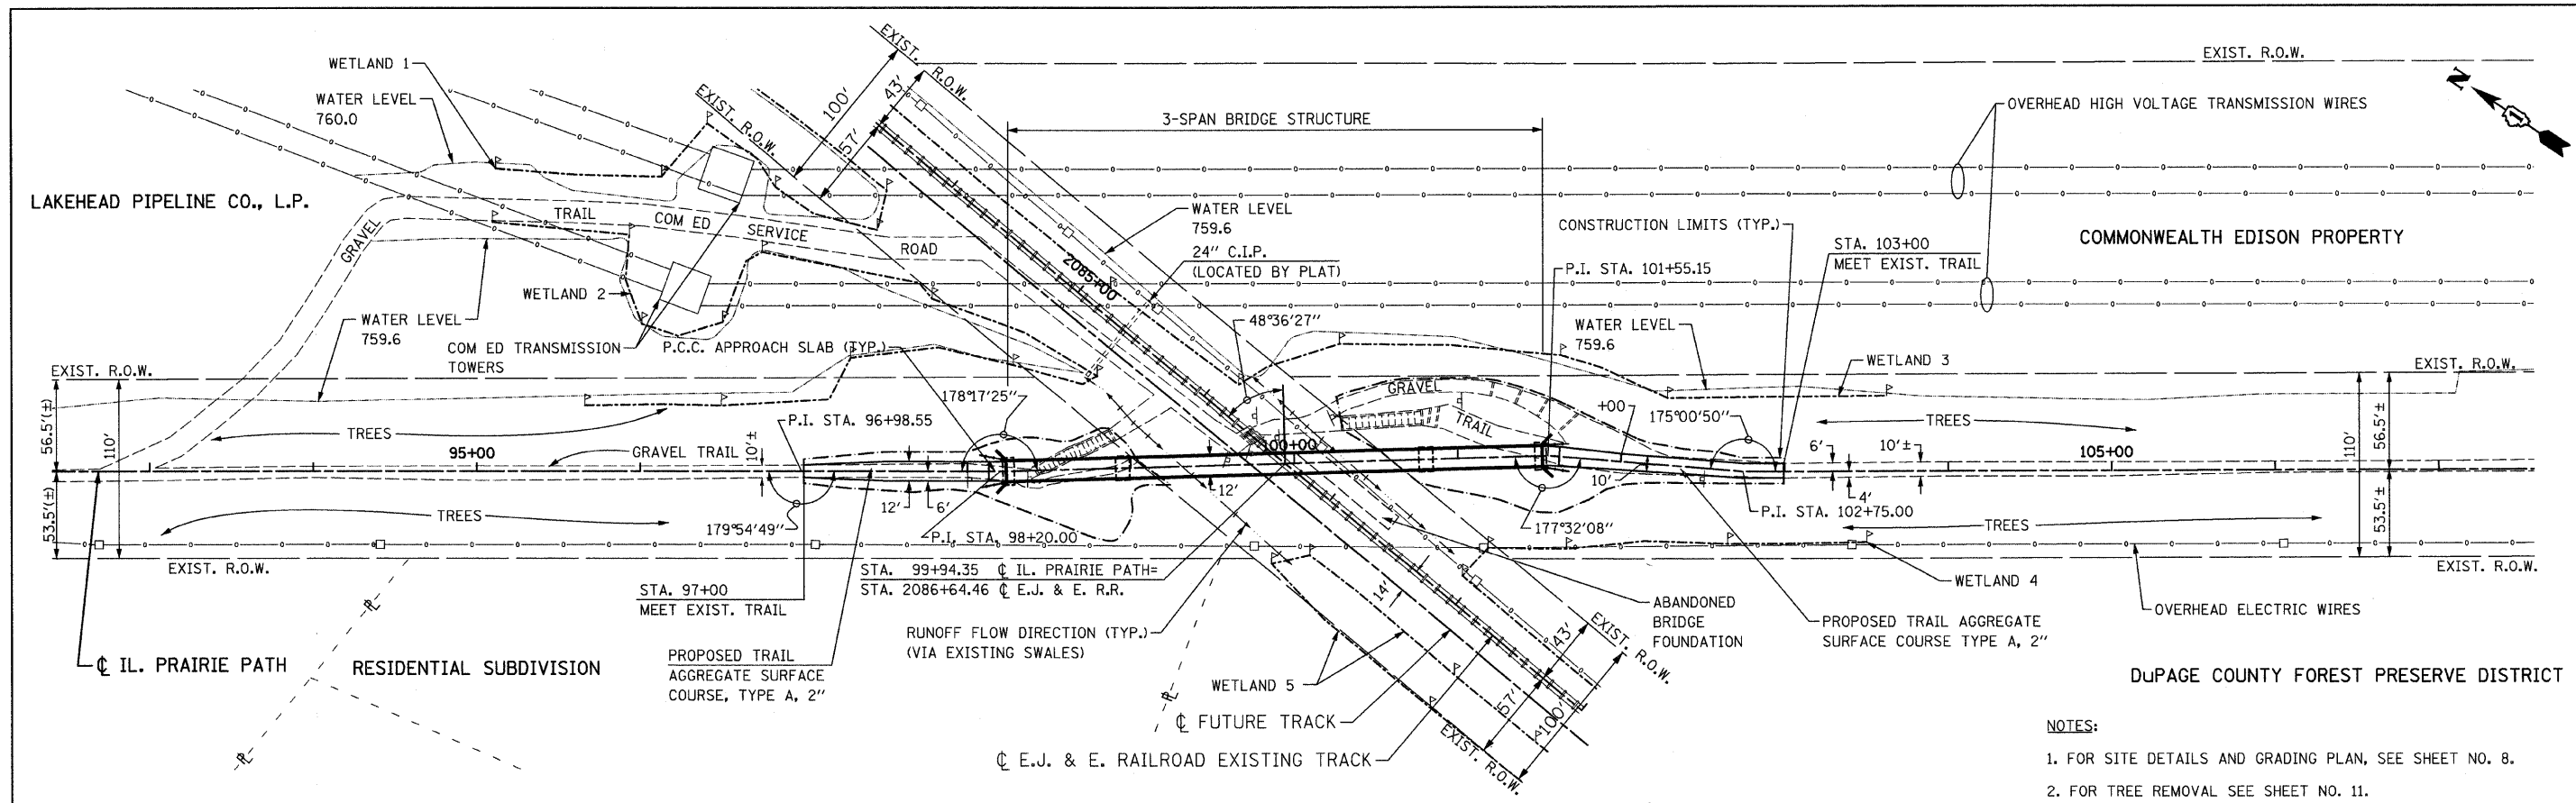 EXIST. R.O.W.
EXIST. R.O.W.
EXIST. R.O.W.
N
WETLAND 1
WATER LEVEL
760.0
100'
43'
57'
3-SPAN BRIDGE STRUCTURE
OVERHEAD HIGH VOLTAGE TRANSMISSION WIRES
LAKEHEAD PIPELINE CO., L.P.
GRAVEL
TRAIL
COM ED
SERVICE
ROAD
2085+00
WATER LEVEL
759.6
24" C.I.P.
(LOCATED BY PLAT)
CONSTRUCTION LIMITS (TYP.)
STA. 103+00
MEET EXIST. TRAIL
COMMONWEALTH EDISON PROPERTY
P.I. STA. 101+55.15
WETLAND 2
WATER LEVEL
759.6
COM ED TRANSMISSION
TOWERS
P.C.C. APPROACH SLAB (TYP.)
48°36'27"
WATER LEVEL
759.6
WETLAND 3
EXIST. R.O.W.
EXIST. R.O.W.
56.5'(±)
110'
53.5'(±)
TREES
95+00
GRAVEL TRAIL
10'±
P.I. STA. 96+98.55
178°17'25"
GRAVEL
TRAIL
+00
175°00'50"
100+00
TREES
6'
10'±
105+00
110'
56.5'±
53.5'±
TREES
179°54'49"
12'
6'
P.I. STA. 98+20.00
12'
177°32'08"
10'
4'
P.I. STA. 102+75.00
TREES
EXIST. R.O.W.
EXIST. R.O.W.
STA. 97+00
MEET EXIST. TRAIL
STA. 99+94.35 ℄ IL. PRAIRIE PATH=
STA. 2086+64.46 ℄ E.J. & E. R.R.
14'
WETLAND 4
OVERHEAD ELECTRIC WIRES
ABANDONED
BRIDGE
FOUNDATION
PROPOSED TRAIL AGGREGATE
SURFACE COURSE TYPE A, 2"
RUNOFF FLOW DIRECTION (TYP.)
(VIA EXISTING SWALES)
PROPOSED TRAIL
AGGREGATE SURFACE
COURSE, TYPE A, 2"
℄ IL. PRAIRIE PATH
RESIDENTIAL SUBDIVISION
PL
PL
PL
WETLAND 5
43'
57'
100'
EXIST. R.O.W.
EXIST. R.O.W.
℄ FUTURE TRACK
℄ E.J. & E. RAILROAD EXISTING TRACK
DuPAGE COUNTY FOREST PRESERVE DISTRICT
NOTES:
1. FOR SITE DETAILS AND GRADING PLAN, SEE SHEET NO. 8.
2. FOR TREE REMOVAL SEE SHEET NO. 11.